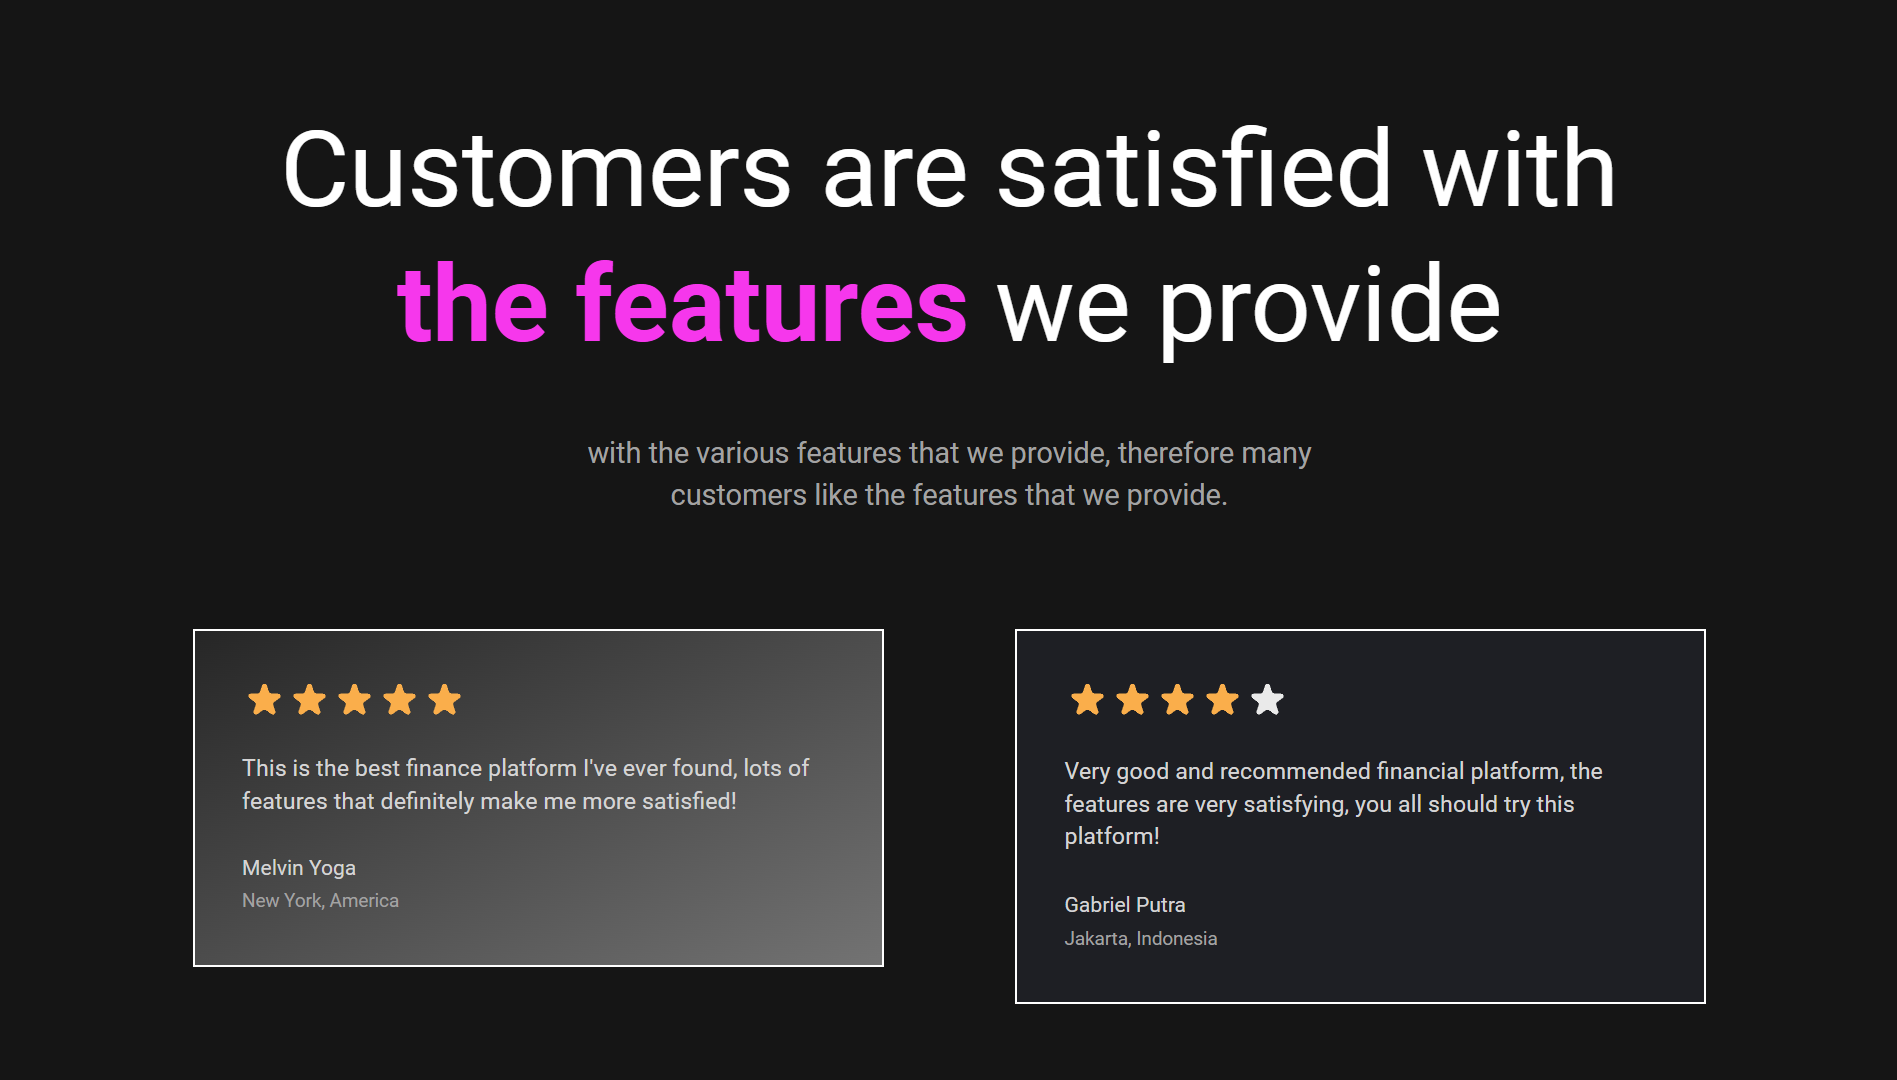 Customers are satisfied with
the features we provide
with the various features that we provide, therefore many
customers like the features that we provide.
This is the best finance platform I've ever found, lots of
features that definitely make me more satisfied!
Melvin Yoga
New York, America
Very good and recommended financial platform, the
features are very satisfying, you all should try this
platform!
Gabriel Putra
Jakarta, Indonesia